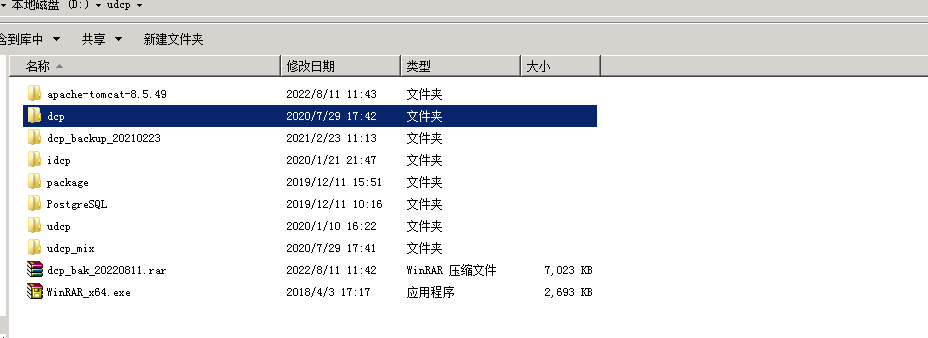 本地磁盘 (D:) ▾ udcp ▾
含到库中 ▾ 共享 ▾ 新建文件夹
名称 修改日期 类型 大小
apache-tomcat-8.5.49 2022/8/11 11:43 文件夹
dcp 2020/7/29 17:42 文件夹
dcp_backup_20210223 2021/2/23 11:13 文件夹
idcp 2020/1/21 21:47 文件夹
package 2019/12/11 15:51 文件夹
PostgreSQL 2019/12/11 10:16 文件夹
udcp 2020/1/10 16:22 文件夹
udcp_mix 2020/7/29 17:41 文件夹
dcp_bak_20220811.rar 2022/8/11 11:42 WinRAR 压缩文件 7,023 KB
WinRAR_x64.exe 2018/4/3 17:17 应用程序 2,693 KB